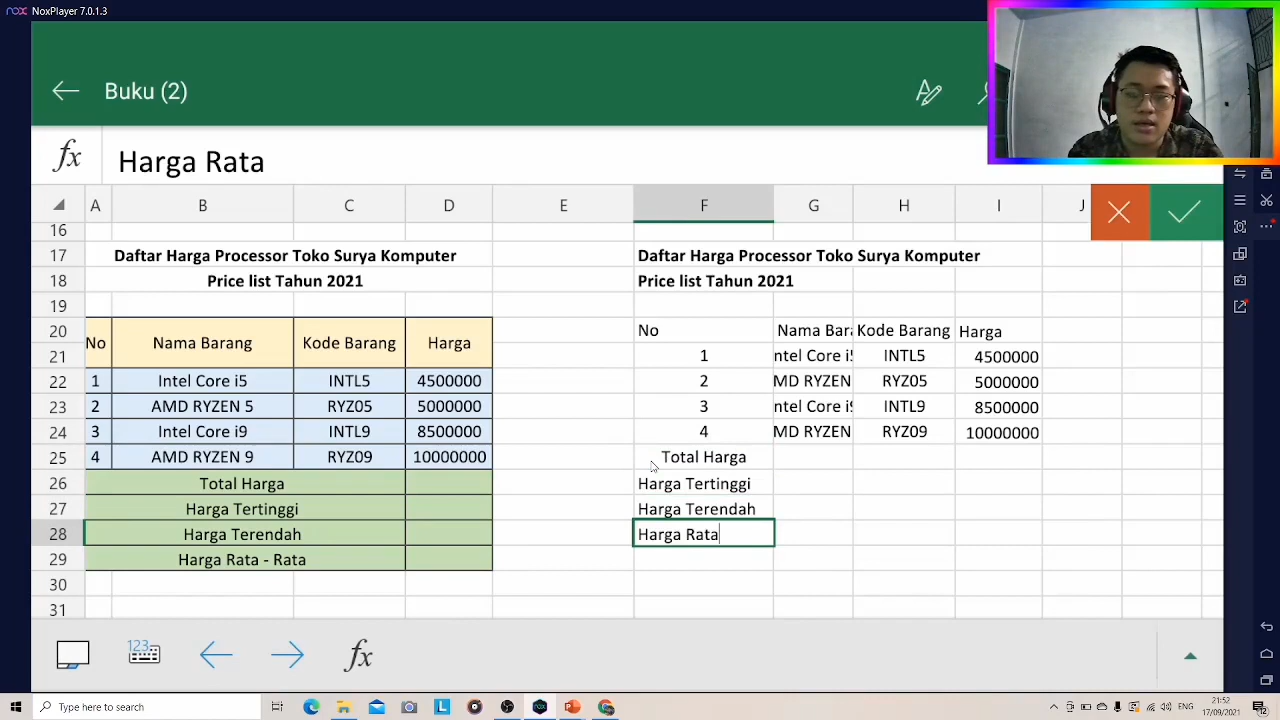 nox NoxPlayer 7.0.1.3
Buku (2)
fx Harga Rata
A B C D E F G H I J
16
17 Daftar Harga Processor Toko Surya Komputer Daftar Harga Processor Toko Surya Komputer
18 Price list Tahun 2021 Price list Tahun 2021
19
20 No Nama Barang Kode Barang Harga No Nama Bara Kode Barang Harga
21 1 ntel Core i5 INTL5 4500000
22 1 Intel Core i5 INTL5 4500000 2 MD RYZEN RYZ05 5000000
23 2 AMD RYZEN 5 RYZ05 5000000 3 ntel Core i9 INTL9 8500000
24 3 Intel Core i9 INTL9 8500000 4 MD RYZEN RYZ09 10000000
25 4 AMD RYZEN 9 RYZ09 10000000 Total Harga
26 Total Harga Harga Tertinggi
27 Harga Tertinggi Harga Terendah
28 Harga Terendah Harga Rata
29 Harga Rata - Rata
30
31
123
fx
Type here to search
21:52
17/09/2021